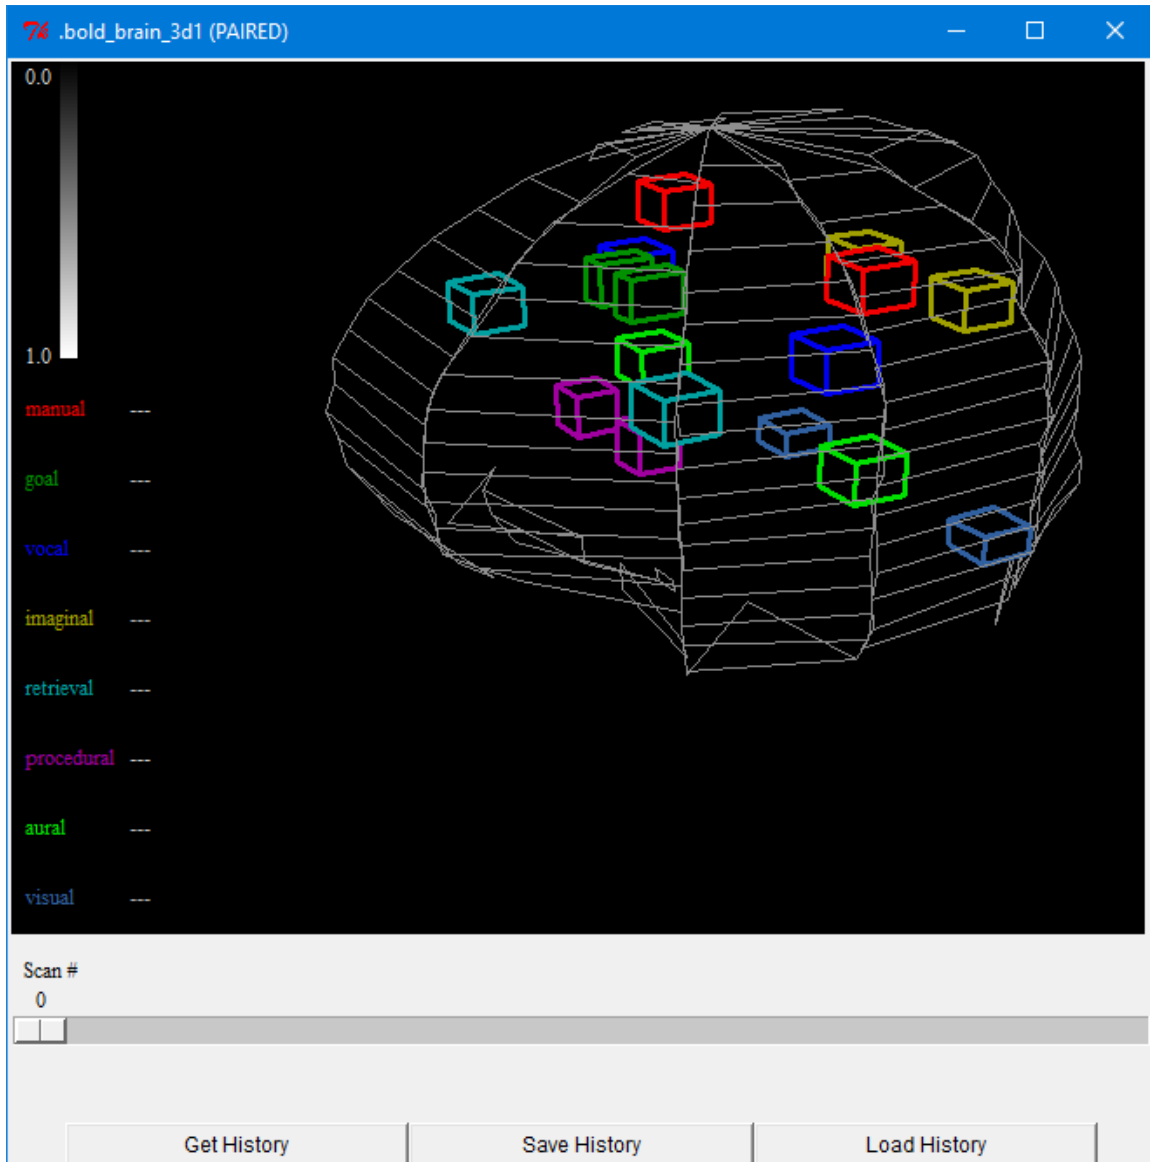 .bold_brain_3d1 (PAIRED)
0.0
1.0
manual ---
goal ---
vocal ---
imaginal ---
retrieval ---
procedural ---
aural ---
visual ---
Scan #
0
Get History Save History Load History